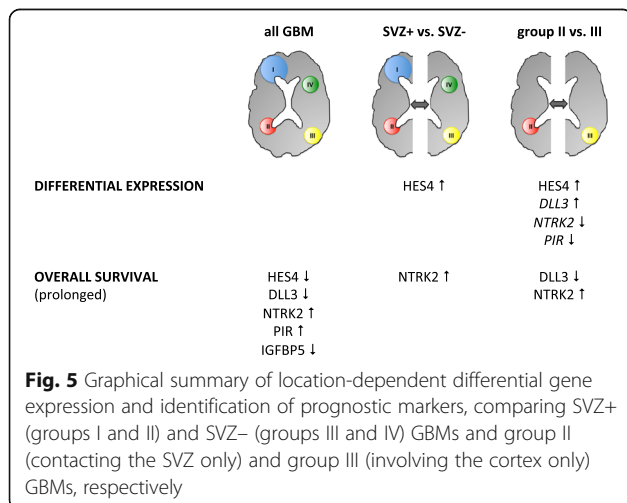 all GBM SVZ+ vs. SVZ- group II vs. III
I IV II III
I IV II III
II III
DIFFERENTIAL EXPRESSION HES4 ↑ HES4 ↑
DLL3 ↑
NTRK2 ↓
PIR ↓
OVERALL SURVIVAL HES4 ↓ NTRK2 ↑ DLL3 ↓
(prolonged) DLL3 ↓ NTRK2 ↑
NTRK2 ↑
PIR ↑
IGFBP5 ↓
Fig. 5 Graphical summary of location-dependent differential gene
expression and identification of prognostic markers, comparing SVZ+
(groups I and II) and SVZ– (groups III and IV) GBMs and group II
(contacting the SVZ only) and group III (involving the cortex only)
GBMs, respectively